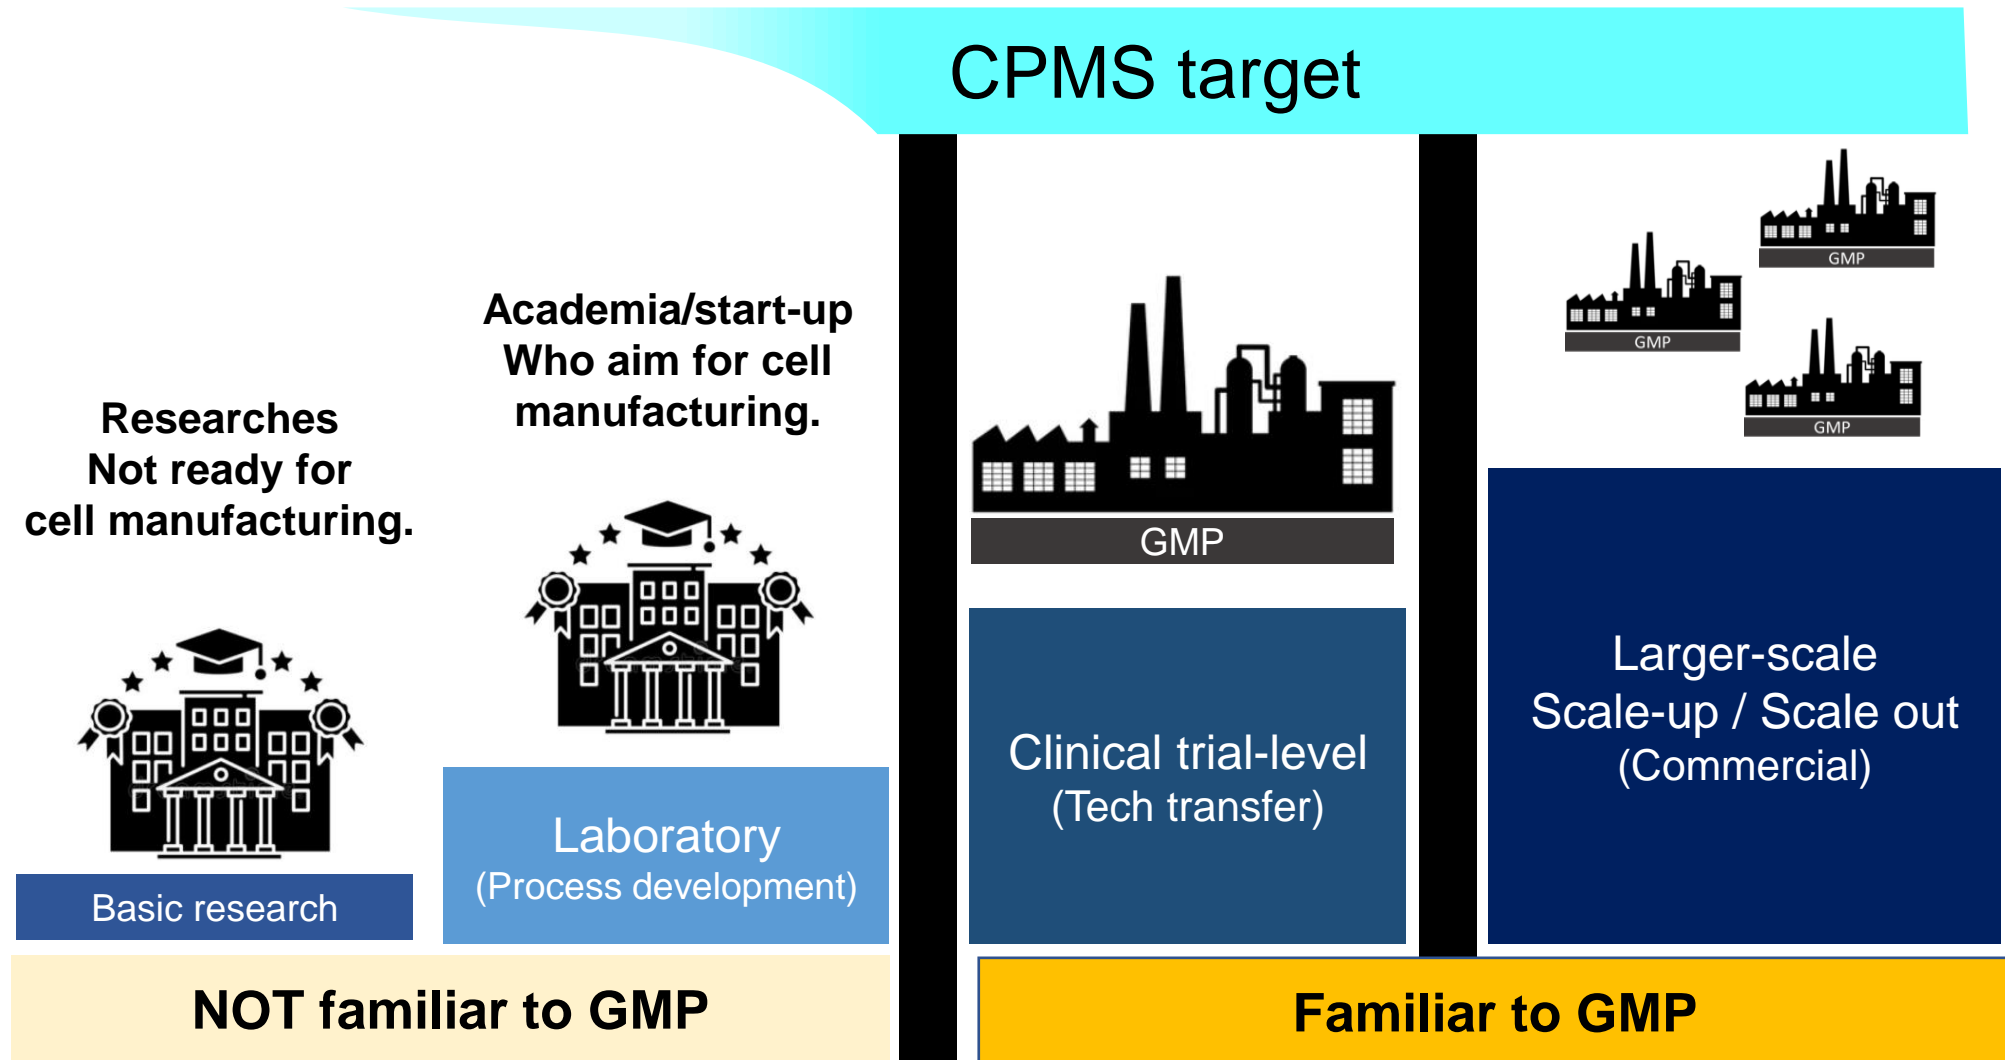 CPMS target
Researches
Not ready for
cell manufacturing.
Academia/start-up
Who aim for cell
manufacturing.
GMP
GMP
GMP
GMP
Basic research
Laboratory
(Process development)
Clinical trial-level
(Tech transfer)
Larger-scale
Scale-up / Scale out
(Commercial)
NOT familiar to GMP
Familiar to GMP